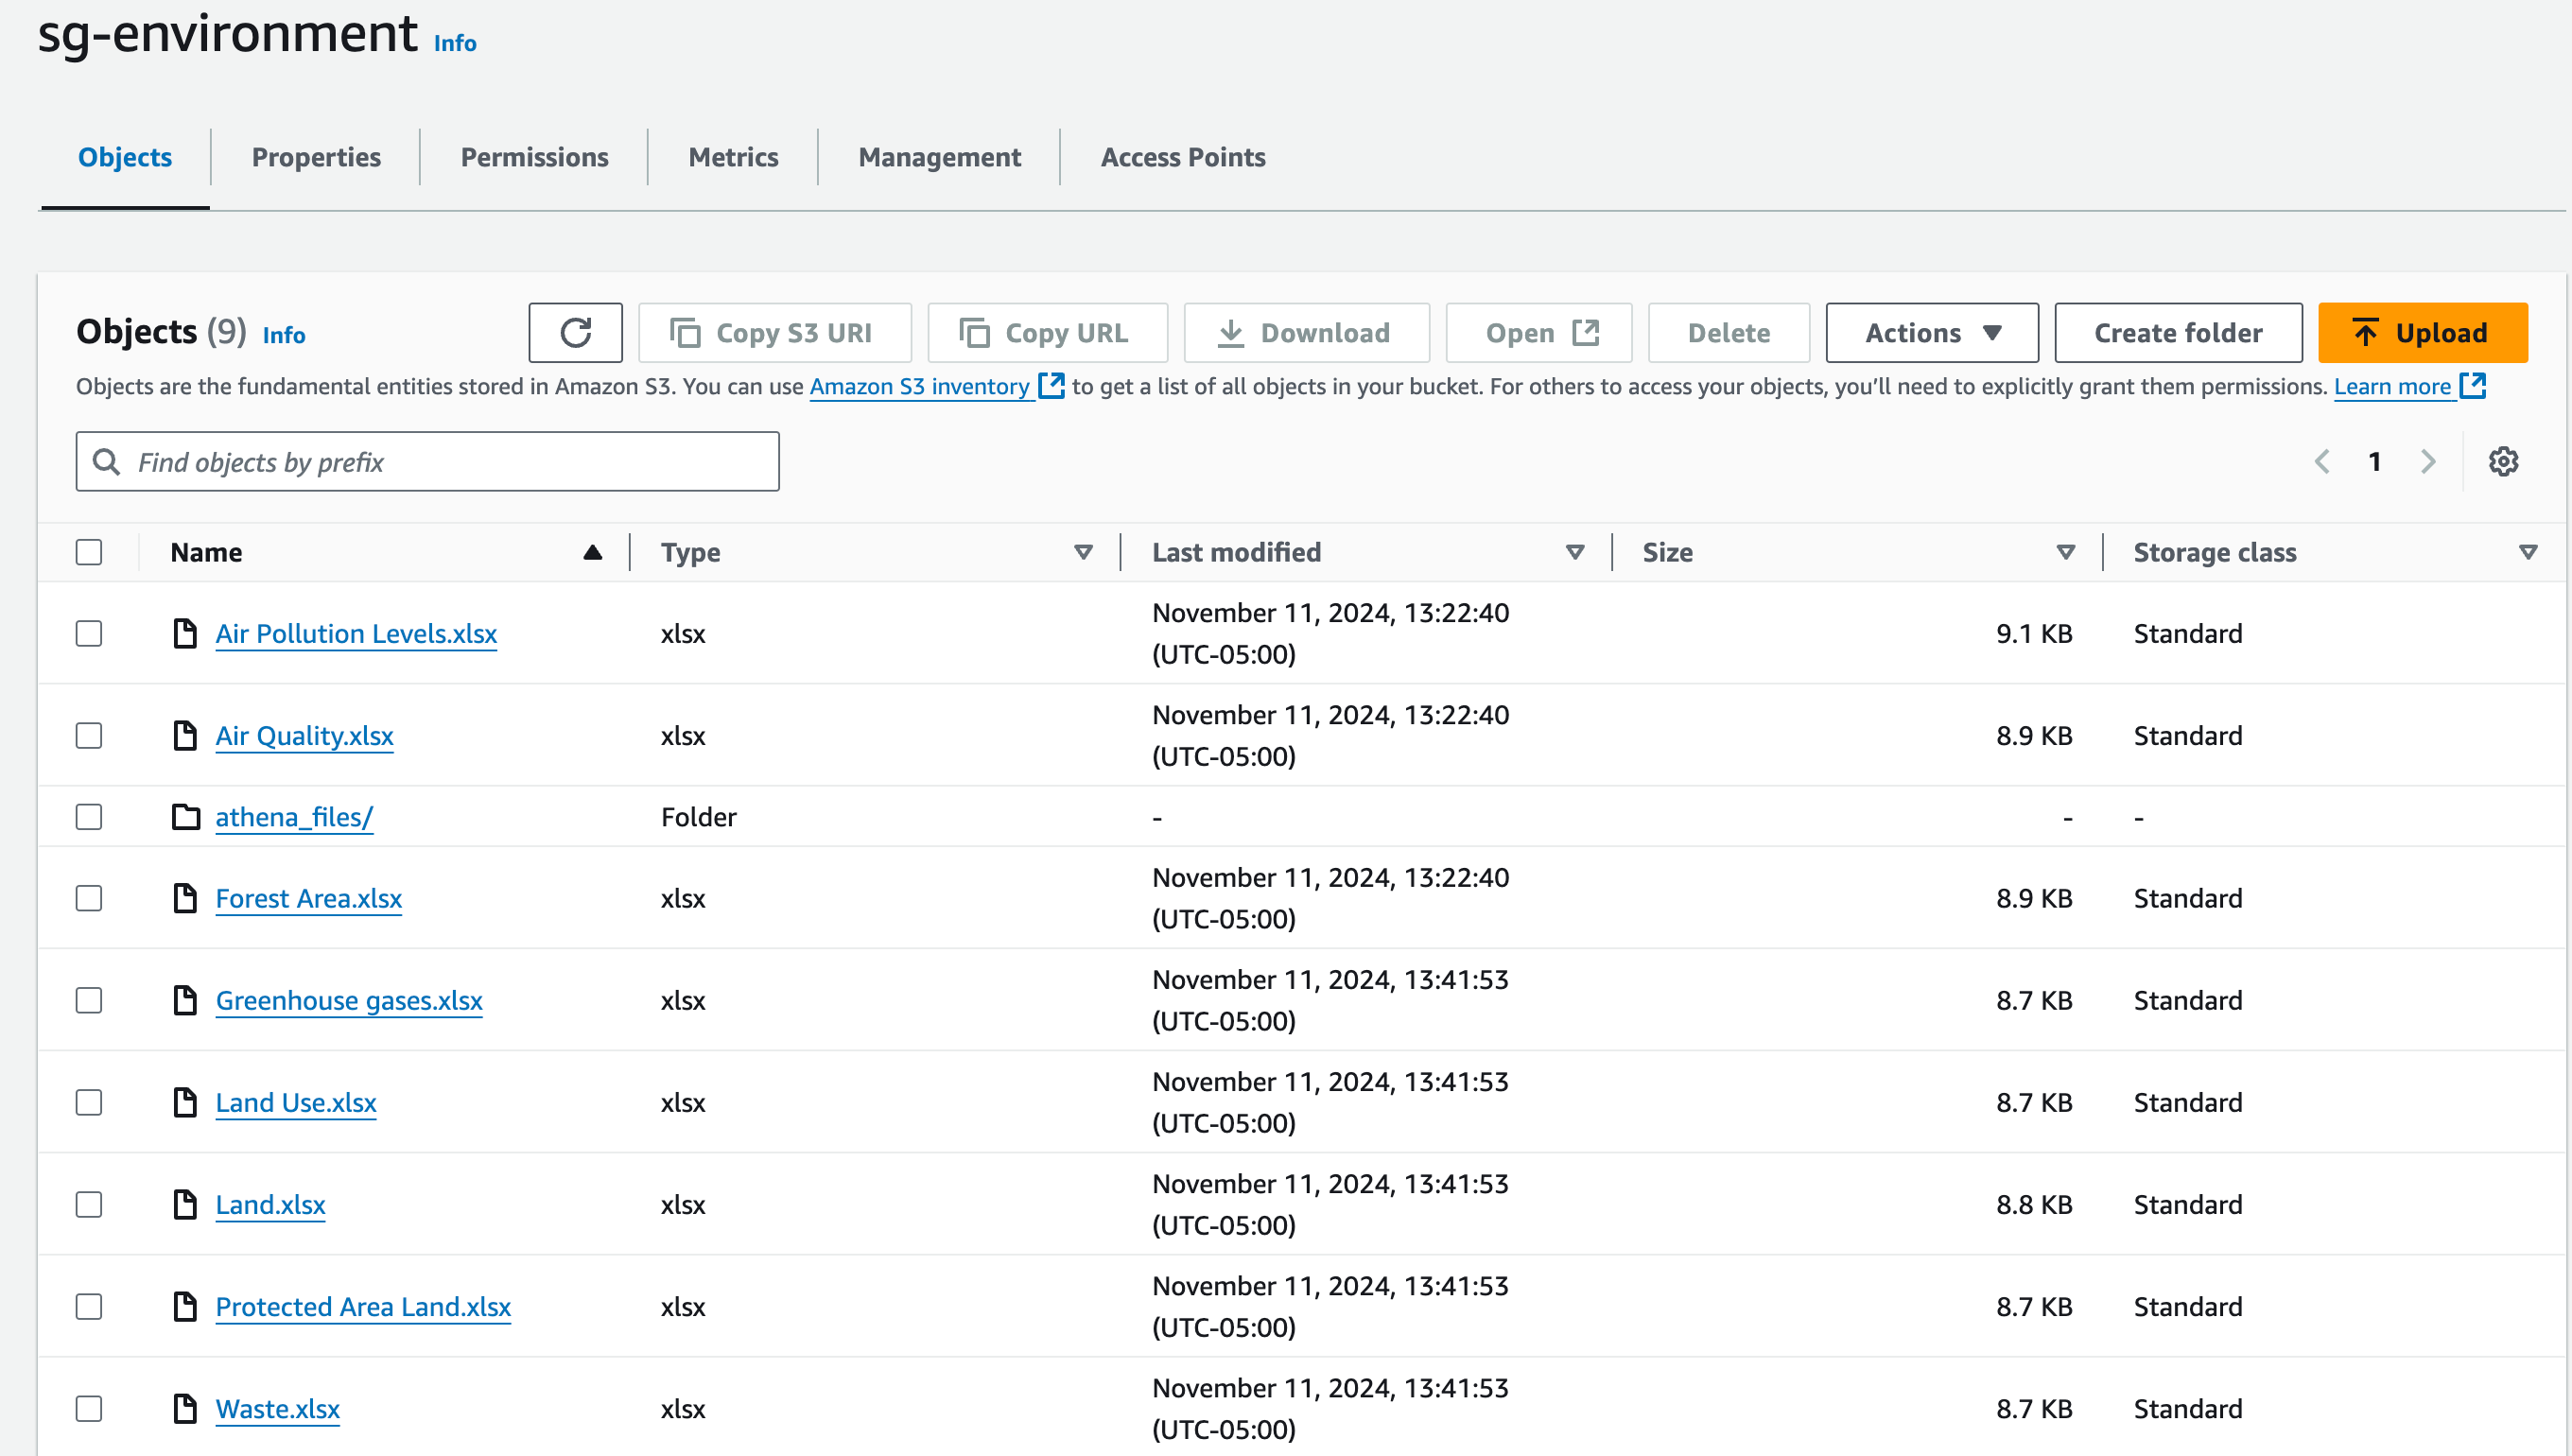 sg-environment Info
Objects Properties Permissions Metrics Management Access Points
Objects (9) Info Copy S3 URI Copy URL Download Open Delete Actions Create folder Upload
Objects are the fundamental entities stored in Amazon S3. You can use Amazon S3 inventory to get a list of all objects in your bucket. For others to access your objects, you’ll need to explicitly grant them permissions. Learn more
Find objects by prefix 1
Name Type Last modified Size Storage class
Air Pollution Levels.xlsx xlsx November 11, 2024, 13:22:40 (UTC-05:00) 9.1 KB Standard
Air Quality.xlsx xlsx November 11, 2024, 13:22:40 (UTC-05:00) 8.9 KB Standard
athena_files/ Folder - - -
Forest Area.xlsx xlsx November 11, 2024, 13:22:40 (UTC-05:00) 8.9 KB Standard
Greenhouse gases.xlsx xlsx November 11, 2024, 13:41:53 (UTC-05:00) 8.7 KB Standard
Land Use.xlsx xlsx November 11, 2024, 13:41:53 (UTC-05:00) 8.7 KB Standard
Land.xlsx xlsx November 11, 2024, 13:41:53 (UTC-05:00) 8.8 KB Standard
Protected Area Land.xlsx xlsx November 11, 2024, 13:41:53 (UTC-05:00) 8.7 KB Standard
Waste.xlsx xlsx November 11, 2024, 13:41:53 (UTC-05:00) 8.7 KB Standard